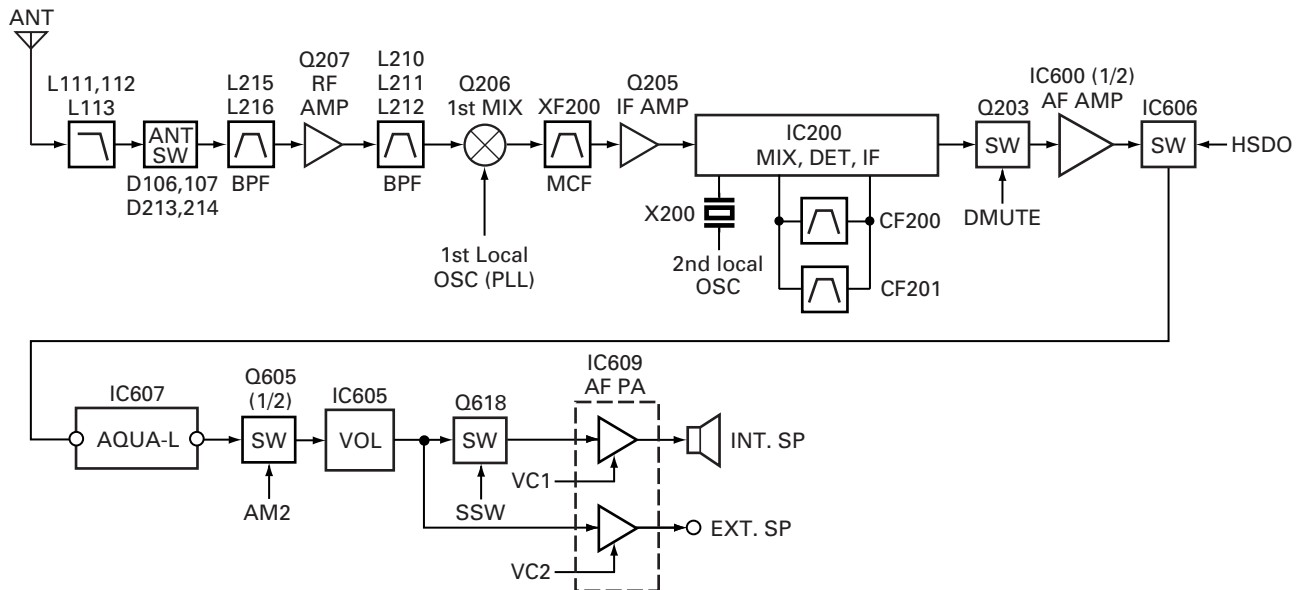 ANT
L111,112
L113
ANT
SW
D106,107
D213,214
L215
L216
BPF
Q207
RF
AMP
L210
L211
L212
BPF
Q206
1st MIX
1st Local
OSC (PLL)
XF200
MCF
Q205
IF AMP
IC200
MIX, DET, IF
X200
2nd local
OSC
CF200
CF201
Q203
SW
DMUTE
IC600 (1/2)
AF AMP
IC606
SW
HSDO
IC607
AQUA-L
Q605
(1/2)
SW
AM2
IC605
VOL
Q618
SW
SSW
IC609
AF PA
VC1
INT. SP
VC2
EXT. SP